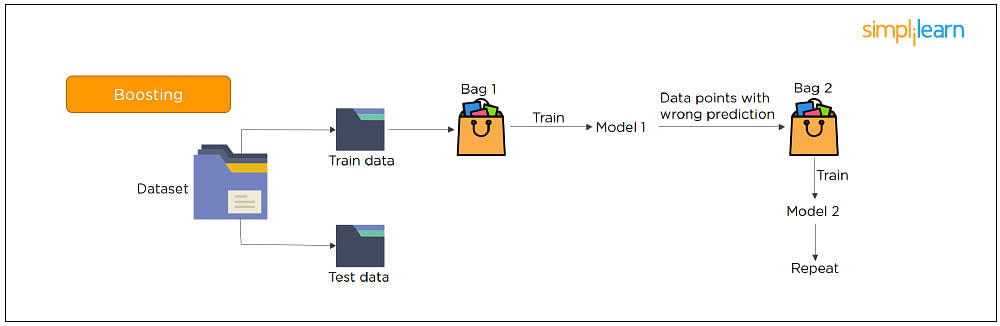 simplilearn
Boosting
Bag 1
Bag 2
Train
Data points with
wrong prediction
Model 1
Train data
Dataset
Train
Model 2
Test data
Repeat